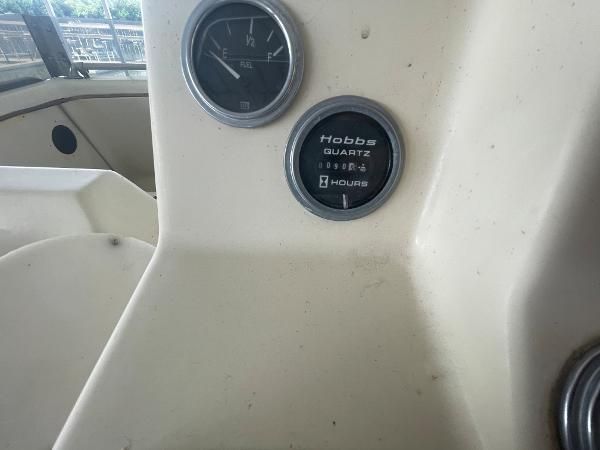 ½
E F
FUEL
Hobbs
QUARTZ
HOURS